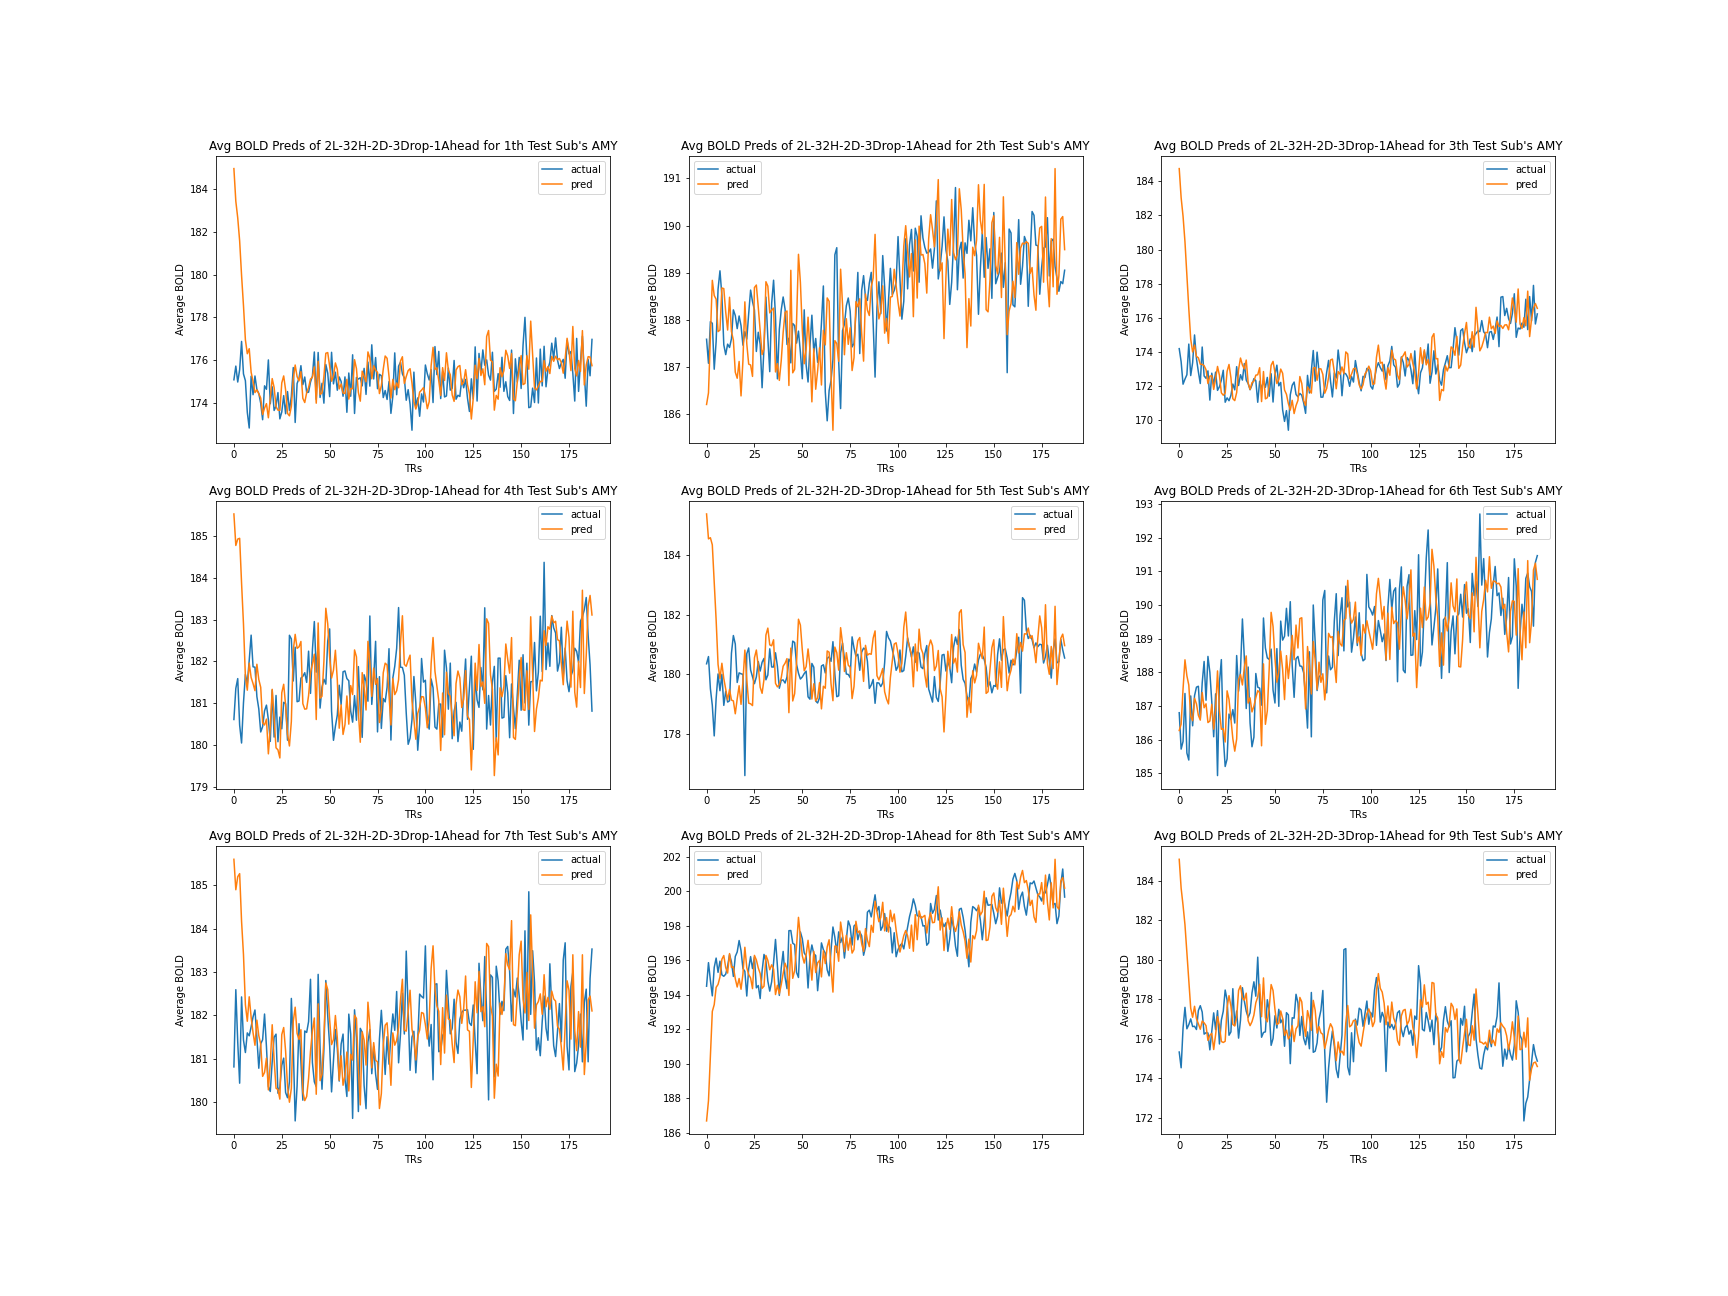 Avg BOLD Preds of 2L-32H-2D-3Drop-1Ahead for 1th Test Sub's AMY
actual
pred
184
182
180
178
176
174
Average BOLD
0 25 50 75 100 125 150 175
TRs
Avg BOLD Preds of 2L-32H-2D-3Drop-1Ahead for 2th Test Sub's AMY
actual
pred
191
190
189
188
187
186
Average BOLD
0 25 50 75 100 125 150 175
TRs
Avg BOLD Preds of 2L-32H-2D-3Drop-1Ahead for 3th Test Sub's AMY
actual
pred
184
182
180
178
176
174
172
170
Average BOLD
0 25 50 75 100 125 150 175
TRs
Avg BOLD Preds of 2L-32H-2D-3Drop-1Ahead for 4th Test Sub's AMY
actual
pred
185
184
183
182
181
180
179
Average BOLD
0 25 50 75 100 125 150 175
TRs
Avg BOLD Preds of 2L-32H-2D-3Drop-1Ahead for 5th Test Sub's AMY
actual
pred
184
182
180
178
Average BOLD
0 25 50 75 100 125 150 175
TRs
Avg BOLD Preds of 2L-32H-2D-3Drop-1Ahead for 6th Test Sub's AMY
actual
pred
193
192
191
190
189
188
187
186
185
Average BOLD
0 25 50 75 100 125 150 175
TRs
Avg BOLD Preds of 2L-32H-2D-3Drop-1Ahead for 7th Test Sub's AMY
actual
pred
185
184
183
182
181
180
Average BOLD
0 25 50 75 100 125 150 175
TRs
Avg BOLD Preds of 2L-32H-2D-3Drop-1Ahead for 8th Test Sub's AMY
actual
pred
202
200
198
196
194
192
190
188
186
Average BOLD
0 25 50 75 100 125 150 175
TRs
Avg BOLD Preds of 2L-32H-2D-3Drop-1Ahead for 9th Test Sub's AMY
actual
pred
184
182
180
178
176
174
172
Average BOLD
0 25 50 75 100 125 150 175
TRs